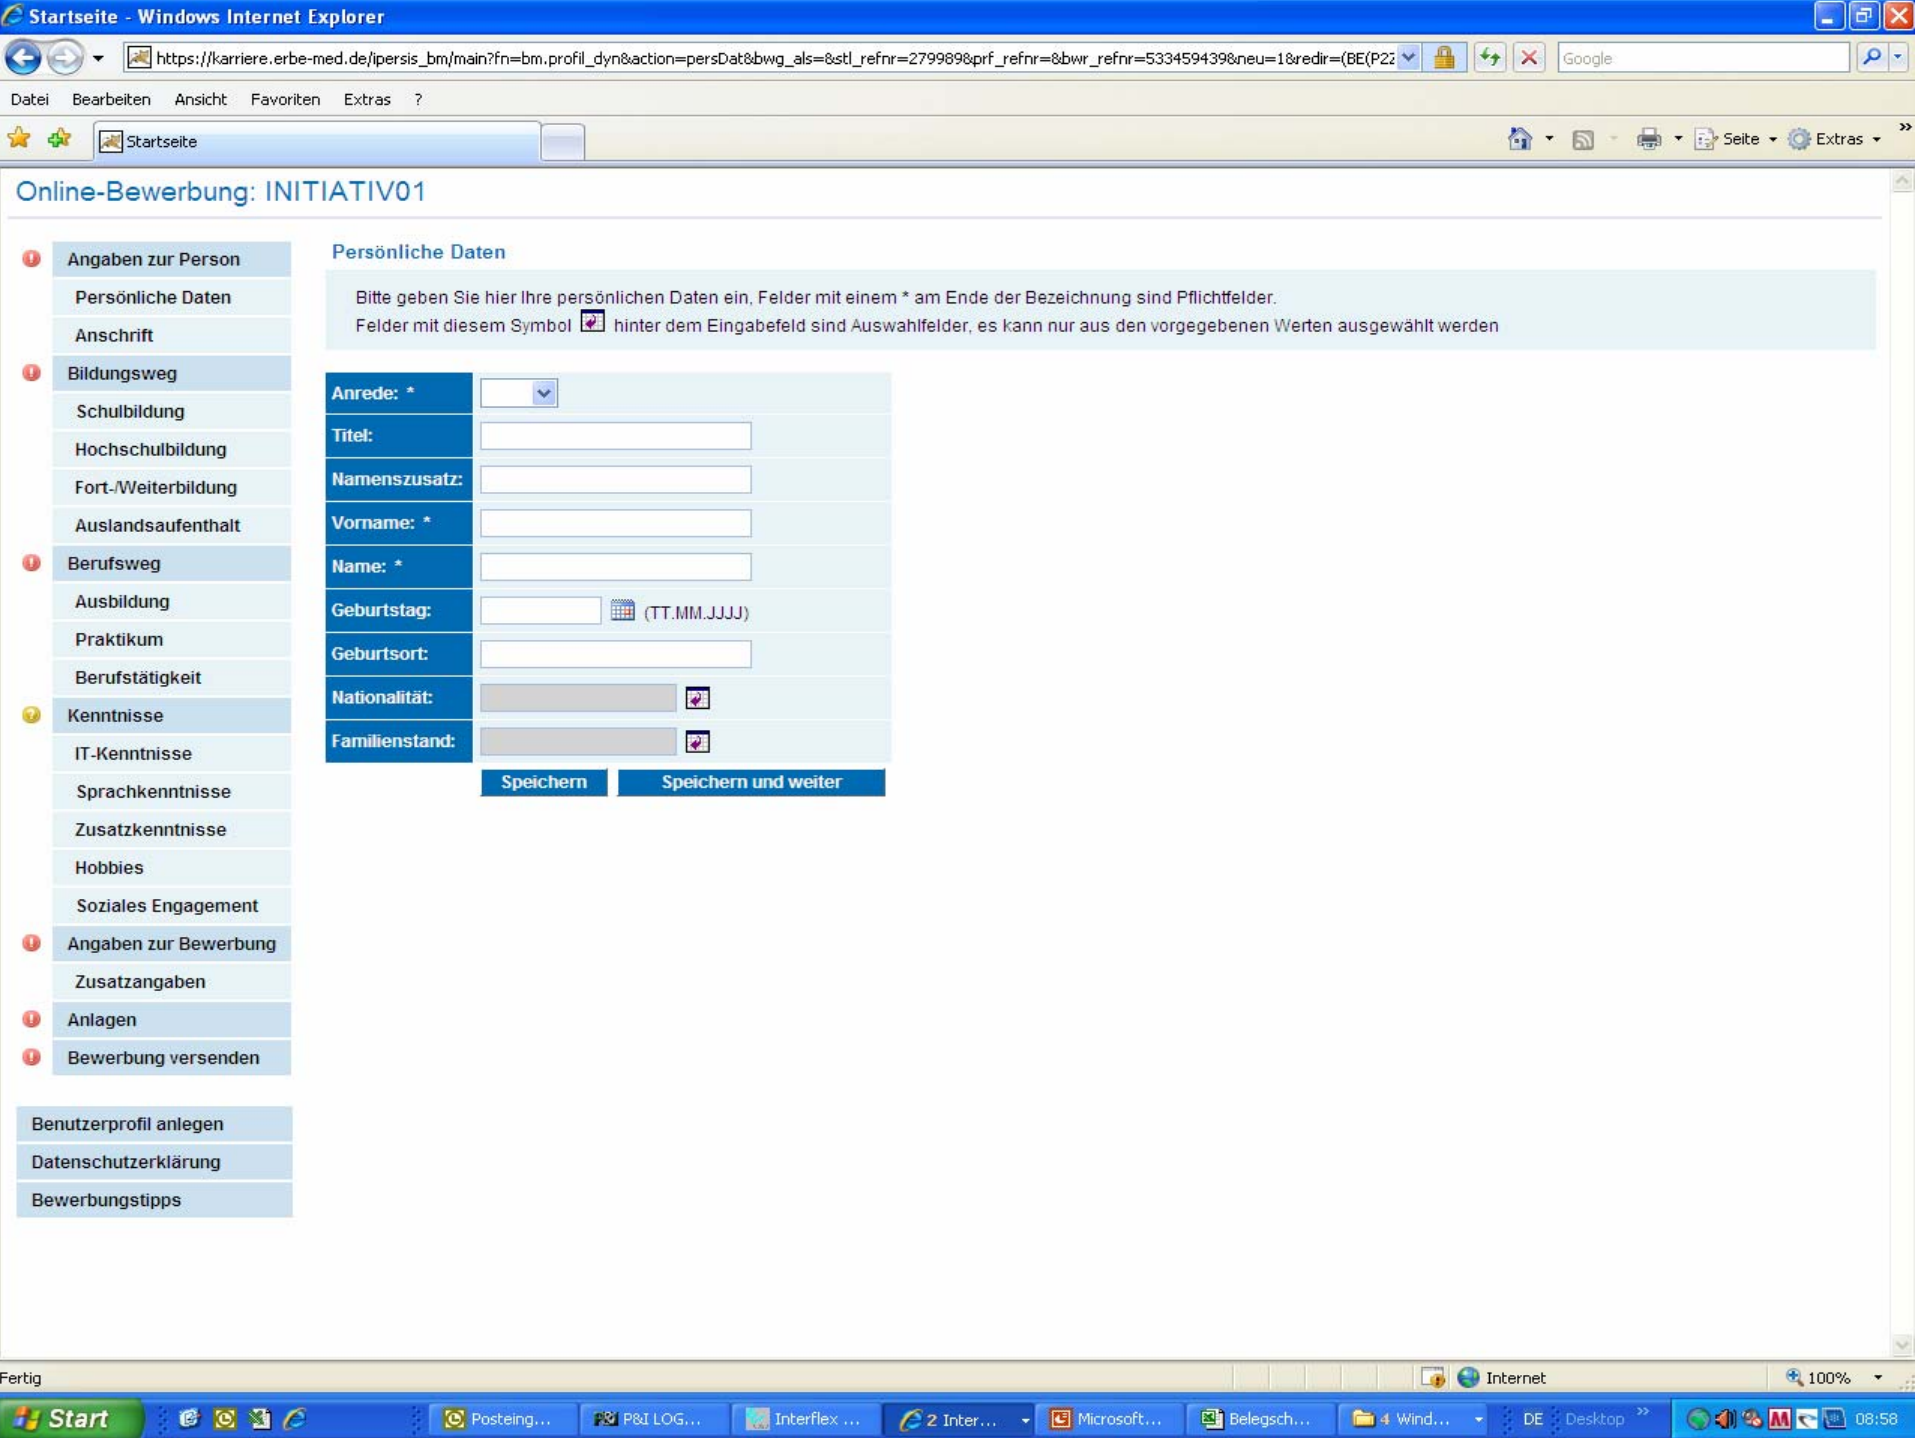 Startseite - Windows Internet Explorer
https://karriere.erbe-med.de/ipersis_bm/main?fn=bm.profil_dyn&action=persDat&bwg_als=&stl_refnr=279989&prf_refnr=&bwr_refnr=533459439&neu=1&redir=(BE(P22
Google
Datei Bearbeiten Ansicht Favoriten Extras ?
Startseite
Seite Extras »
Online-Bewerbung: INITIATIV01
Angaben zur Person
Persönliche Daten
Anschrift
Bildungsweg
Schulbildung
Hochschulbildung
Fort-/Weiterbildung
Auslandsaufenthalt
Berufsweg
Ausbildung
Praktikum
Berufstätigkeit
Kenntnisse
IT-Kenntnisse
Sprachkenntnisse
Zusatzkenntnisse
Hobbies
Soziales Engagement
Angaben zur Bewerbung
Zusatzangaben
Anlagen
Bewerbung versenden
Benutzerprofil anlegen
Datenschutzerklärung
Bewerbungstipps
Persönliche Daten
Bitte geben Sie hier Ihre persönlichen Daten ein, Felder mit einem * am Ende der Bezeichnung sind Pflichtfelder.
Felder mit diesem Symbol hinter dem Eingabefeld sind Auswahlfelder, es kann nur aus den vorgegebenen Werten ausgewählt werden
Anrede: *
Titel:
Namenszusatz:
Vorname: *
Name: *
Geburtstag: (TT.MM.JJJJ)
Geburtsort:
Nationalität:
Familienstand:
Speichern Speichern und weiter
Fertig Internet 100%
Start Posteing... P&I LOG... Interflex ... 2 Inter... Microsoft... Belegsch... 4 Wind... DE Desktop » 08:58